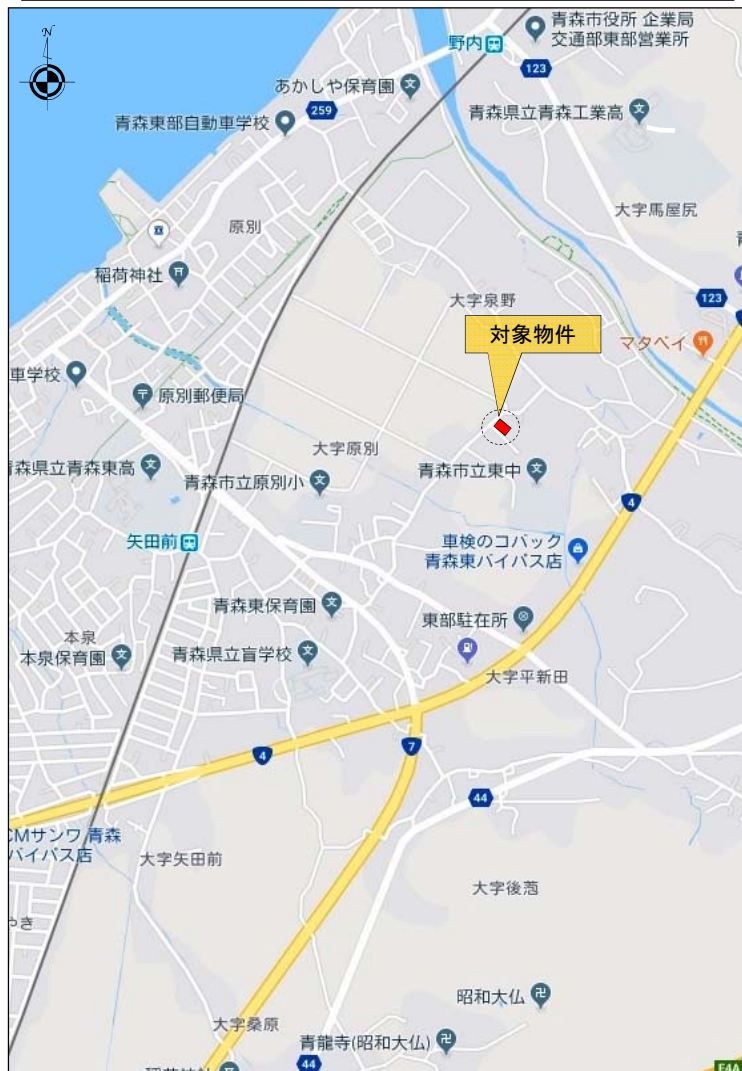 N
青森市役所 企業局
交通部東部営業所
野内
123
あかしや保育園
259
青森県立青森工業高
青森東部自動車学校
大字馬屋尻
原別
稲荷神社
大字泉野
123
対象物件
マタベイ
車学校
原別郵便局
大字原別
青森県立青森東高
青森市立原別小
青森市立東中
4
矢田前
車検のコバック
青森東バイパス店
青森東保育園
東部駐在所
本泉
本泉保育園
青森県立盲学校
大字平新田
7
4
44
CMサンワ 青森
バイパス店
大字矢田前
大字後萢
やき
昭和大仏
大字桑原
青龍寺(昭和大仏)
44
稲荷神社
E4A